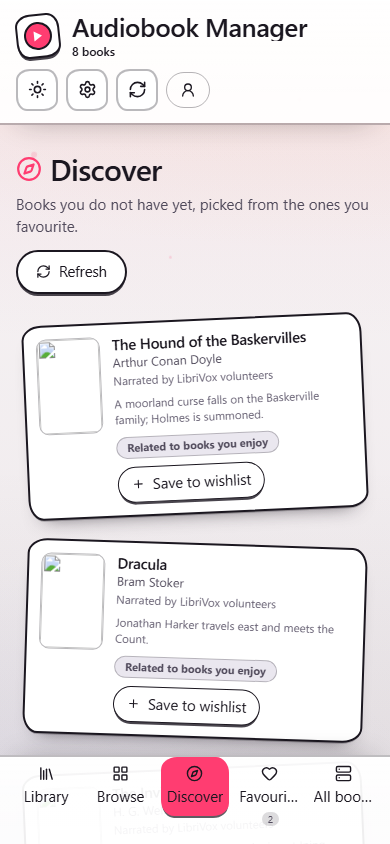 Audiobook Manager
8 books
Discover
Books you do not have yet, picked from the ones you
favourite.
Refresh
The Hound of the Baskervilles
Arthur Conan Doyle
Narrated by LibriVox volunteers
A moorland curse falls on the Baskerville
family; Holmes is summoned.
Related to books you enjoy
+ Save to wishlist
Dracula
Bram Stoker
Narrated by LibriVox volunteers
Jonathan Harker travels east and meets the
Count.
Related to books you enjoy
+ Save to wishlist
Narrated by LibriVox
Library Browse Discover Favouri... All boo...
2